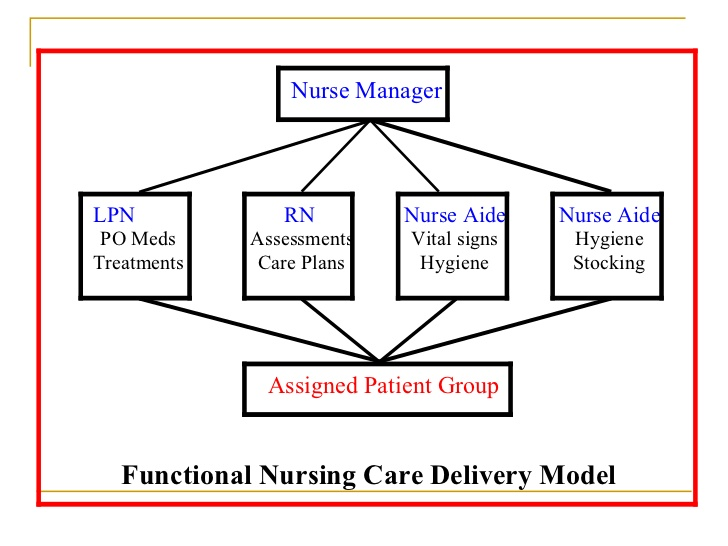 Nurse Manager
LPN
PO Meds
Treatments
RN
Assessments
Care Plans
Nurse Aide
Vital signs
Hygiene
Nurse Aide
Hygiene
Stocking
Assigned Patient Group
Functional Nursing Care Delivery Model